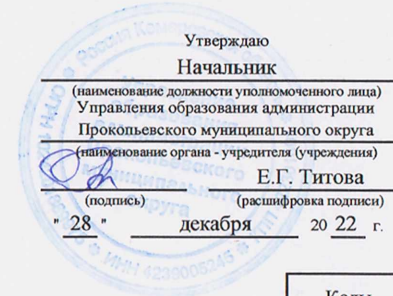 Утверждаю
Начальник
(наименование должности уполномоченного лица)
Управления образования администрации
Прокопьевского муниципального округа
(наименование органа - учредителя (учреждения)
Е.Г. Титова
(подпись) (расшифровка подписи)
" 28 " декабря 20 22 г.